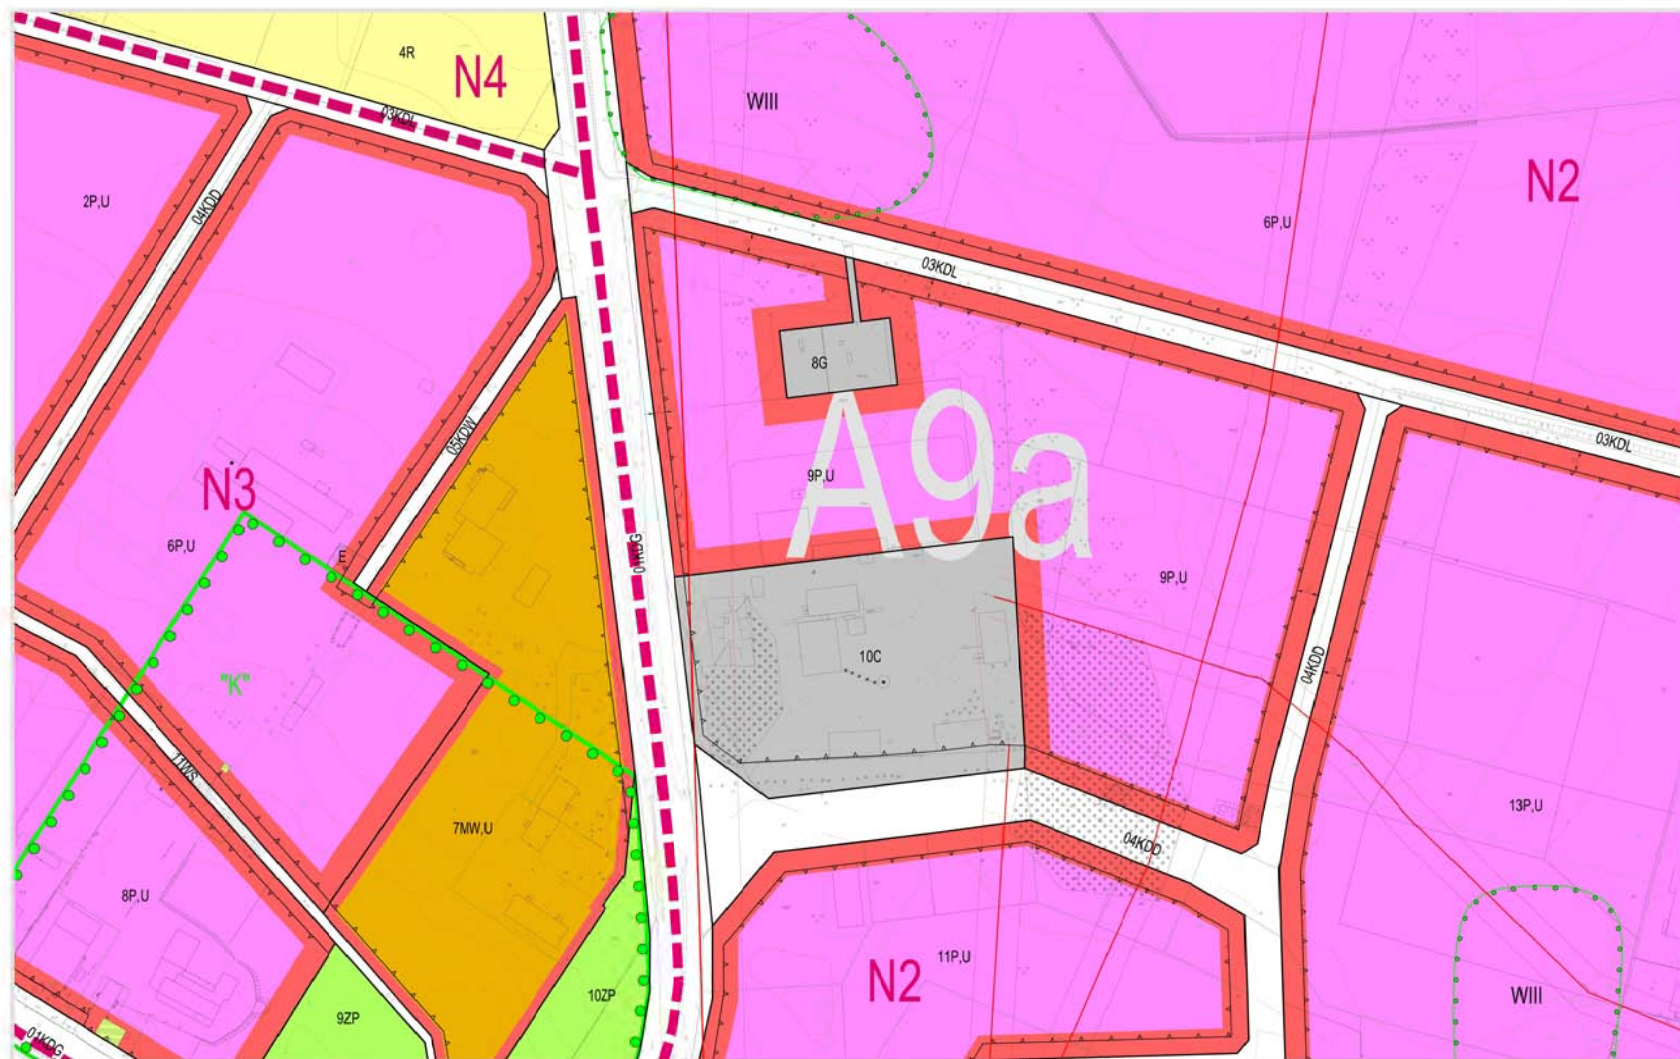 4R
N4
WIII
03KDL
N2
2P,U
04KDD
6P,U
03KDL
8G
05KDW
A9a
03KDL
N3
9P,U
6P,U
E
01KDG
9P,U
10C
04KDD
"K"
11WS
13P,U
7MW,U
04KDD
8P,U
11P,U
N2
10ZP
WIII
9ZP
01KDG